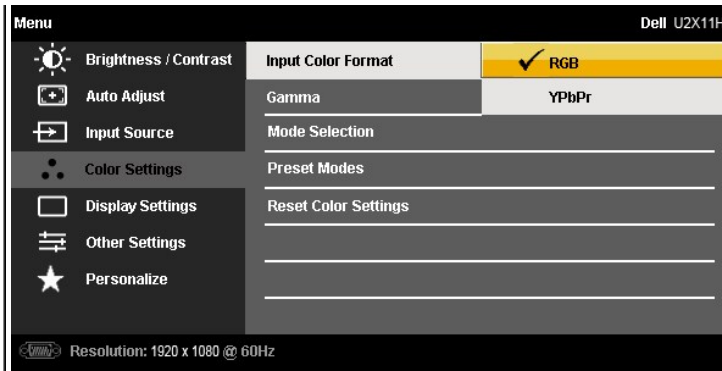 Menu Dell U2X11H
Brightness / Contrast Input Color Format RGB
Auto Adjust Gamma YPbPr
Input Source Mode Selection
Color Settings Preset Modes
Display Settings Reset Color Settings
Other Settings
Personalize
Resolution: 1920 x 1080 @ 60Hz